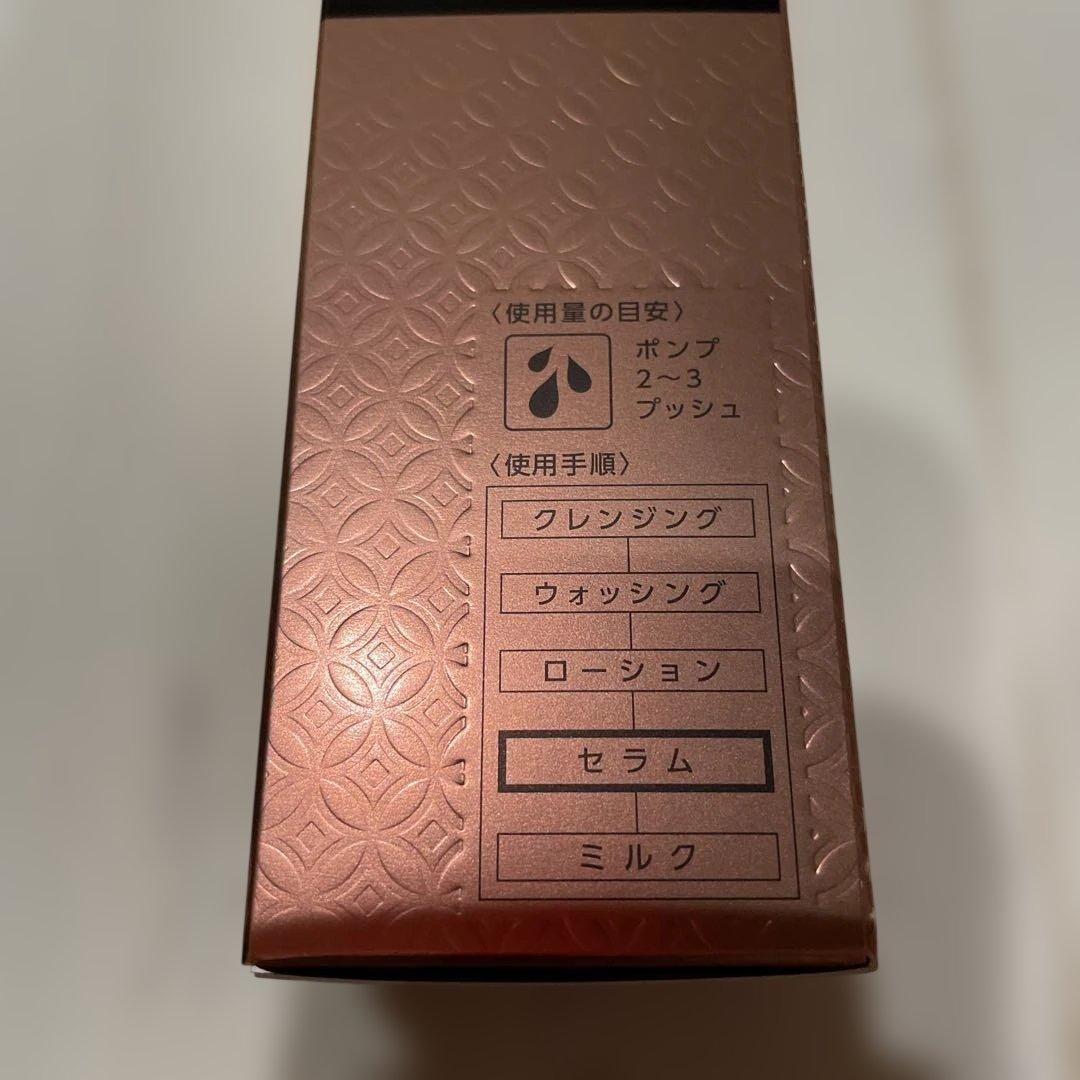 〈使用量の目安〉
ポンプ
2〜3
プッシュ
〈使用手順〉
クレンジング
ウォッシング
ローション
セラム
ミルク